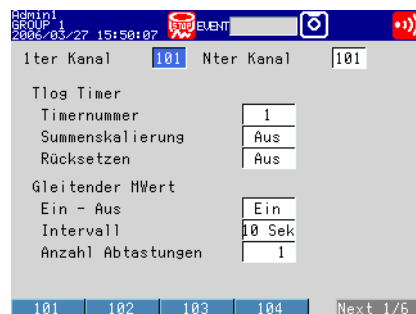 Admin1
GROUP 1
2006/03/27 15:50:07 STOP EVENT
1ter Kanal 101 Nter Kanal 101
Tlog Timer
Timernummer 1
Summenskalierung Aus
Rücksetzen Aus
Gleitender MWert
Ein - Aus Ein
Intervall 10 Sek
Anzahl Abtastungen 1
101 102 103 104 Next 1/6